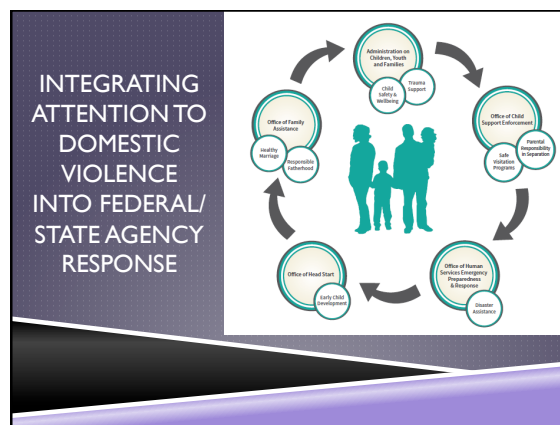 INTEGRATING
ATTENTION TO
DOMESTIC
VIOLENCE
INTO FEDERAL/
STATE AGENCY
RESPONSE
Administration on
Children, Youth
and Families
Child
Safety &
Wellbeing
Trauma
Support
Office of Child
Support Enforcement
Safe
Visitation
Programs
Parental
Responsibility
in Separation
Office of Human
Services Emergency
Preparedness
& Response
Disaster
Assistance
Office of Head Start
Early Child
Development
Office of Family
Assistance
Healthy
Marriage
Responsible
Fatherhood